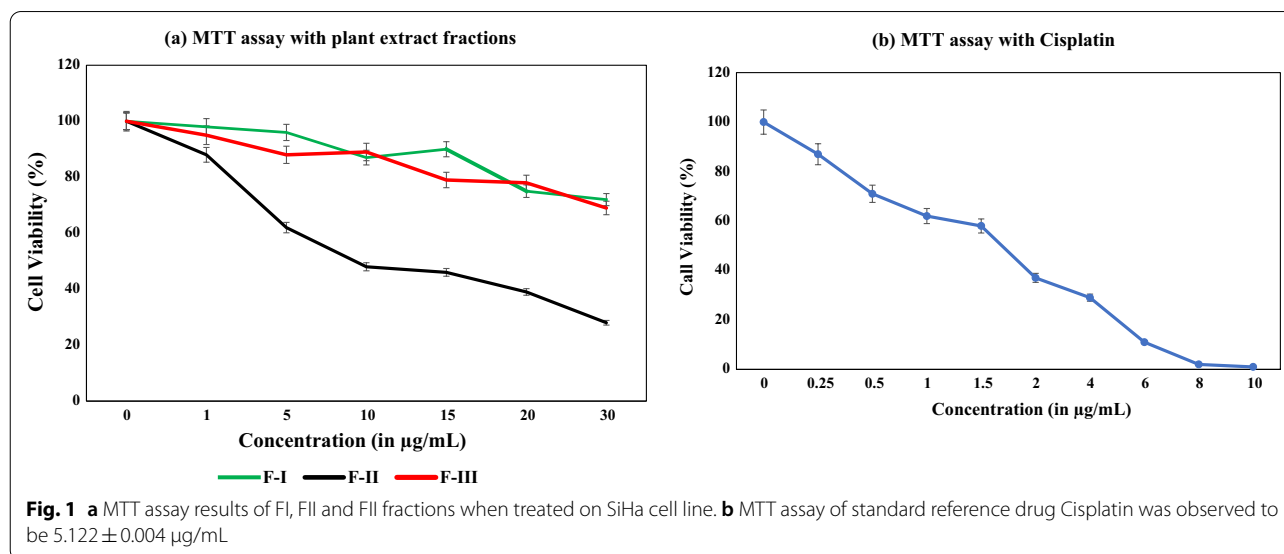 (a) MTT assay with plant extract fractions
120
100
80
60
40
20
0
Cell Viability (%)
0 1 5 10 15 20 30
Concentration (in µg/mL)
F-I F-II F-III
(b) MTT assay with Cisplatin
120
100
80
60
40
20
0
Call Viability (%)
0 0.25 0.5 1 1.5 2 4 6 8 10
Concentration (in µg/mL)
Fig. 1 a MTT assay results of FI, FII and FII fractions when treated on SiHa cell line. b MTT assay of standard reference drug Cisplatin was observed to
be 5.122 ± 0.004 µg/mL